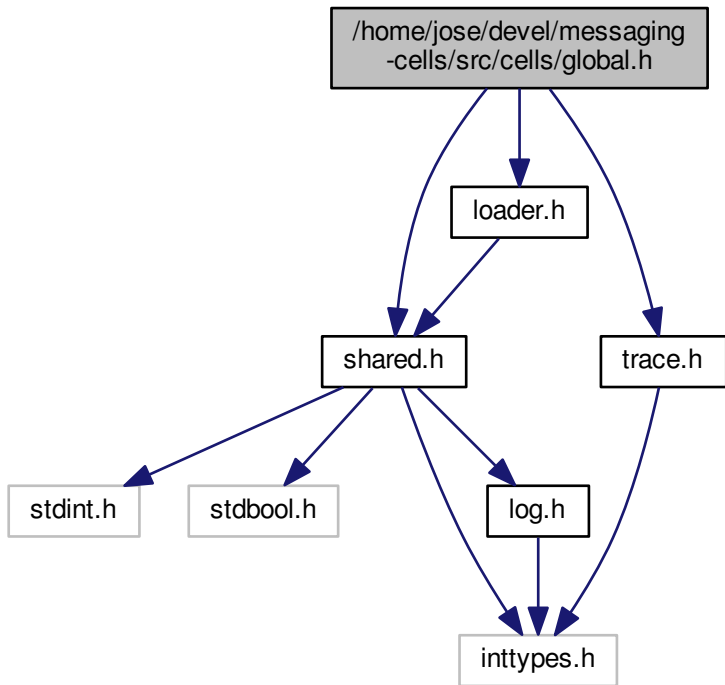 /home/jose/devel/messaging
-cells/src/cells/global.h
loader.h
shared.h
trace.h
stdint.h
stdbool.h
log.h
inttypes.h